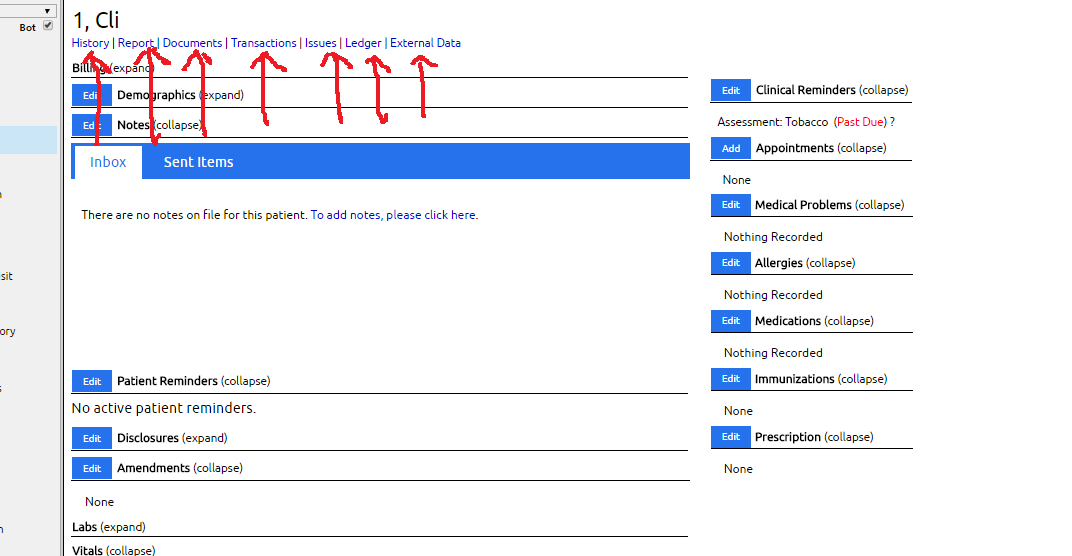 1, Cli
Bot
History | Report | Documents | Transactions | Issues | Ledger | External Data
Billing (expand)
Edit Demographics (expand)
Edit Notes (collapse)
Inbox Sent Items
There are no notes on file for this patient. To add notes, please click here.
Edit Patient Reminders (collapse)
No active patient reminders.
Edit Disclosures (expand)
Edit Amendments (collapse)
None
Labs (expand)
Vitals (collapse)
Edit Clinical Reminders (collapse)
Assessment: Tobacco (Past Due) ?
Add Appointments (collapse)
None
Edit Medical Problems (collapse)
Nothing Recorded
Edit Allergies (collapse)
Nothing Recorded
Edit Medications (collapse)
Nothing Recorded
Edit Immunizations (collapse)
None
Edit Prescription (collapse)
None